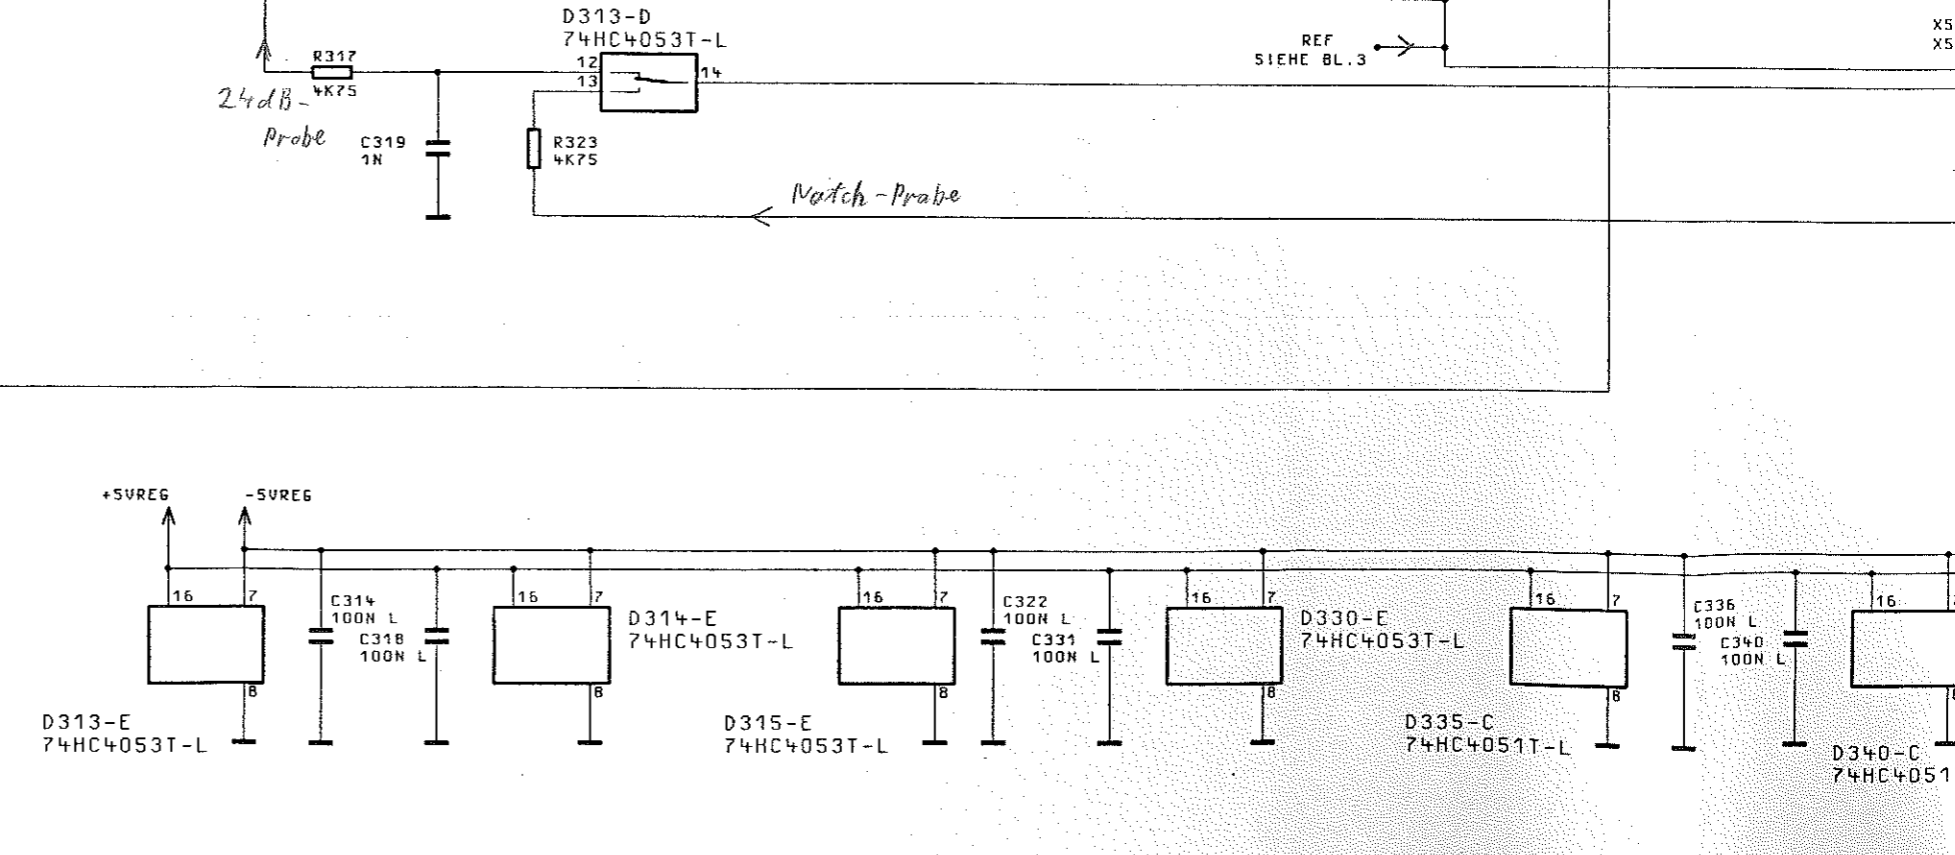 D313-D
74HC4053T-L
X5
REF
X5
SIEHE BL.3
R317
12
14
13
4K75
24dB-
Probe
C319
1N
R323
4K75
Notch-Probe
+5VREG
-5VREG
16
7
16
7
16
7
16
7
16
7
16
C314
100N L
C318
100N L
D314-E
74HC4053T-L
C322
100N L
C331
100N L
D330-E
74HC4053T-L
C336
100N L
C340
100N L
8
8
8
8
8
D313-E
74HC4053T-L
D315-E
74HC4053T-L
D335-C
74HC4051T-L
D340-C
74HC4051